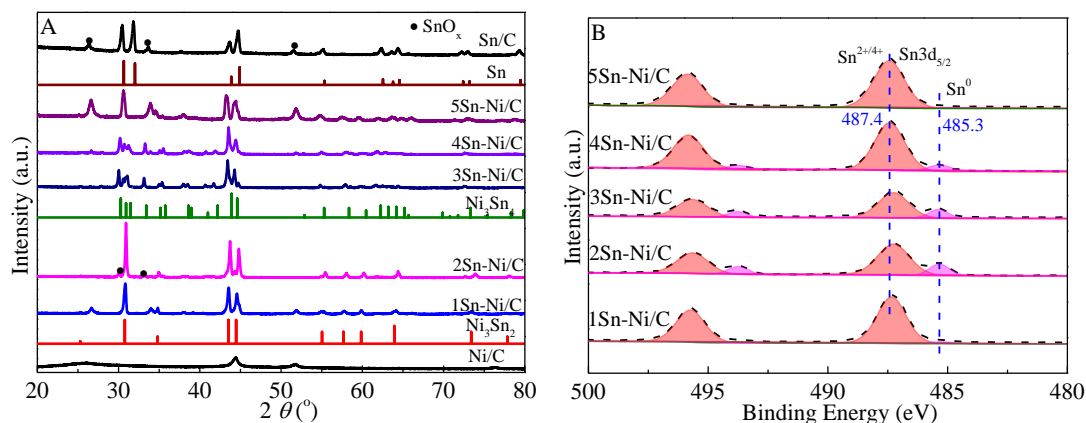 A
● SnOₓ
Sn/C
Sn
5Sn-Ni/C
4Sn-Ni/C
3Sn-Ni/C
Ni₃Sn₄
2Sn-Ni/C
1Sn-Ni/C
Ni₃Sn₂
Ni/C
Intensity (a.u.)
20 30 40 50 60 70 80
2 θ (°)
B
Sn²⁺/⁴⁺ Sn3d₅/₂
Sn⁰
5Sn-Ni/C
487.4 485.3
4Sn-Ni/C
3Sn-Ni/C
2Sn-Ni/C
1Sn-Ni/C
Intensity (a.u.)
500 495 490 485 480
Binding Energy (eV)